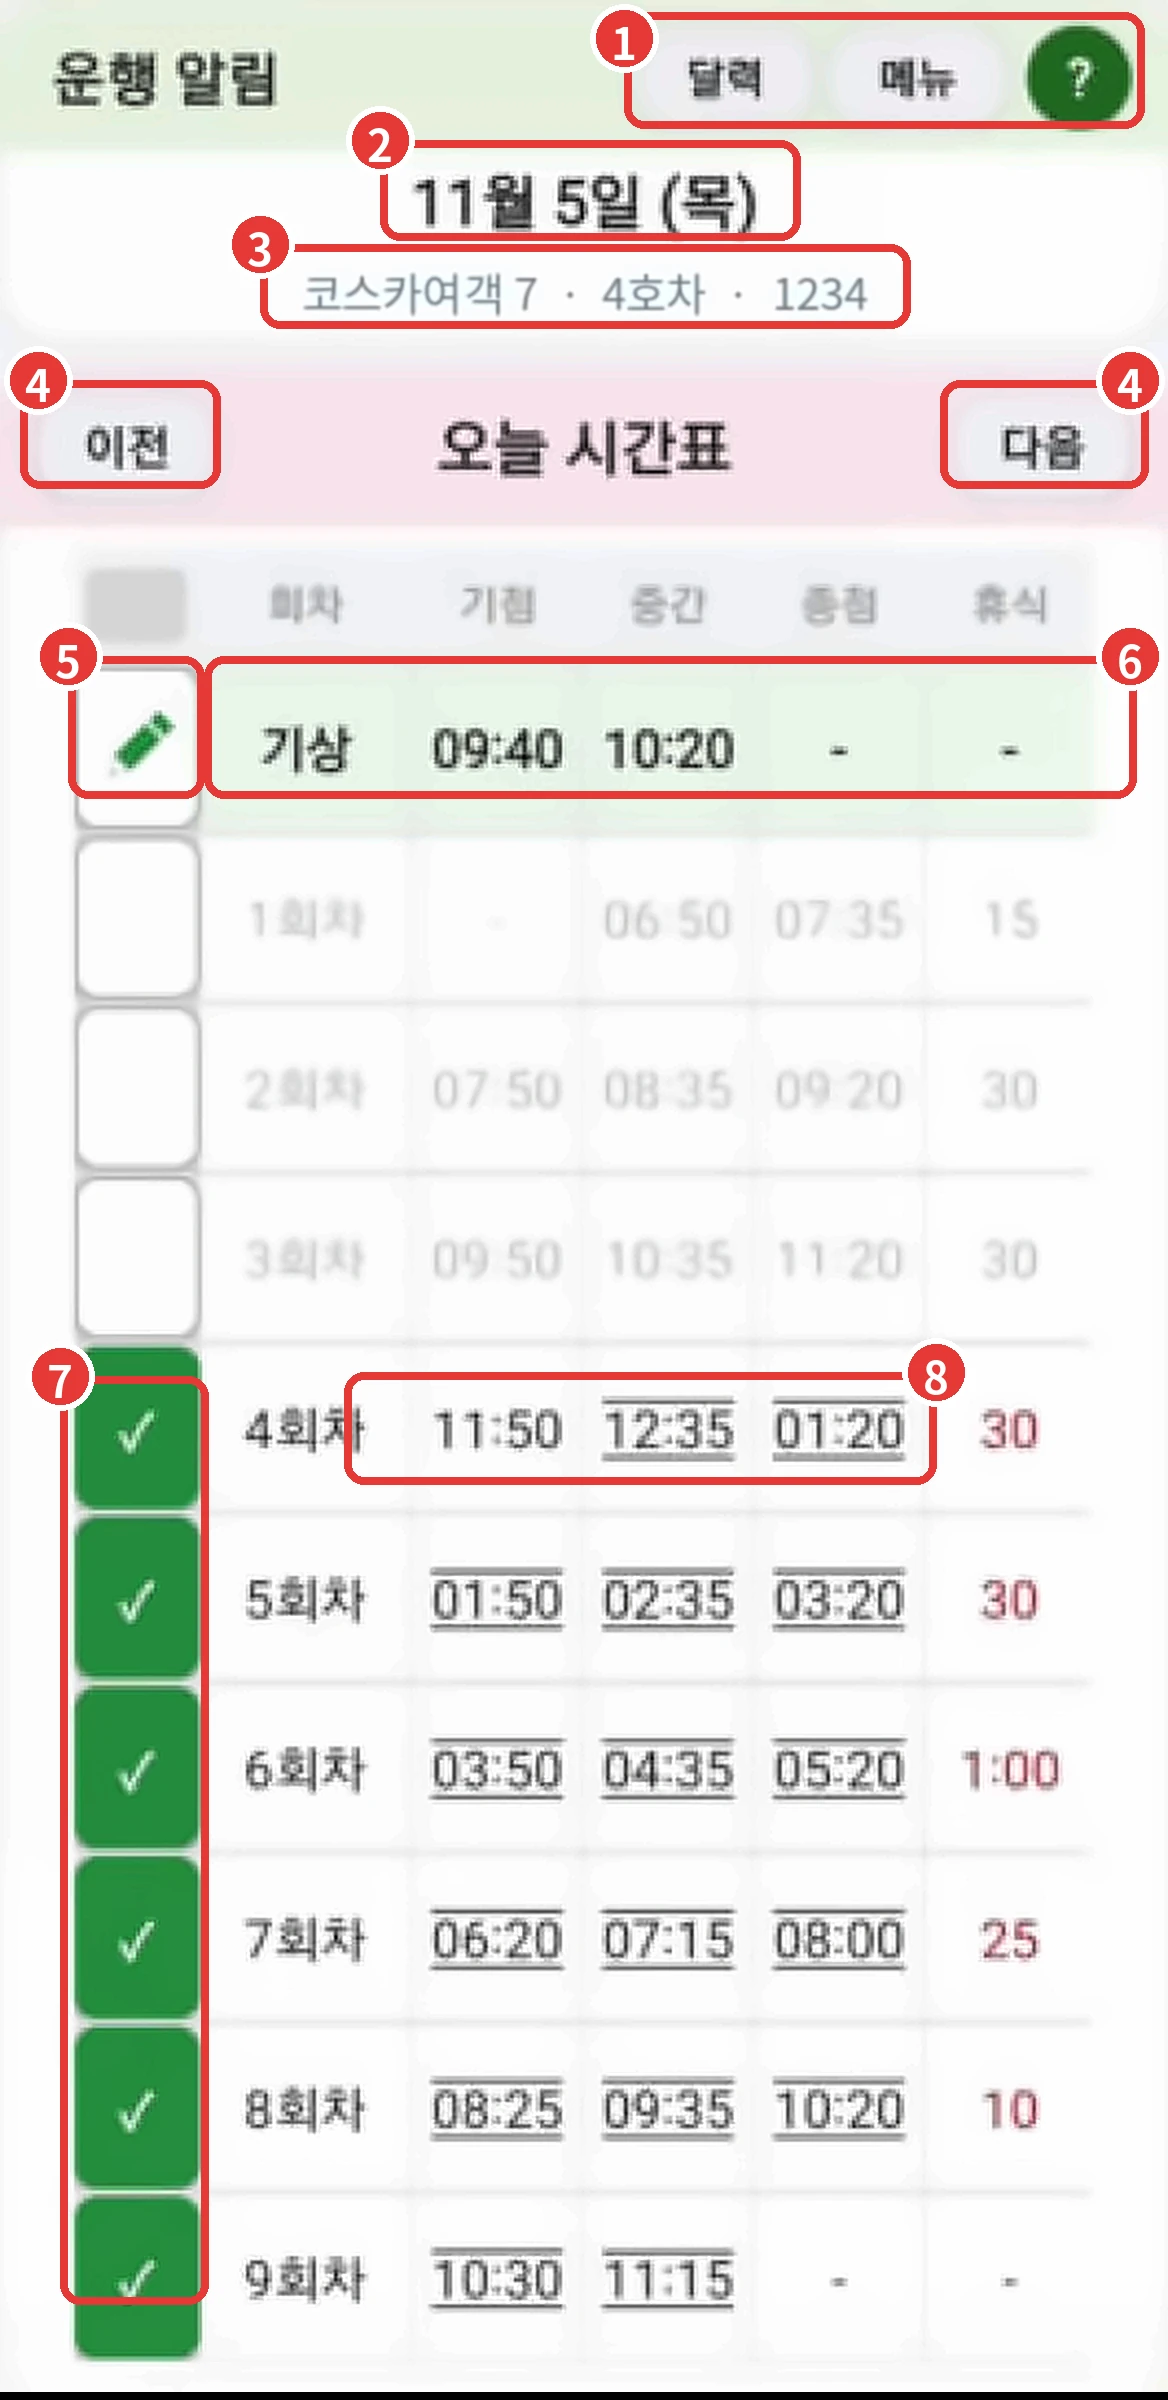 운행 알림 1 달력 메뉴 ?
2 11월 5일 (목)
3 코스카여객 7 · 4호차 · 1234
4 이전 오늘 시간표 다음 4
회차 기점 중간 종점 휴식
5 기상 09:40 10:20 - - 6
1회차 - 06:50 07:35 15
2회차 07:50 08:35 09:20 30
3회차 09:50 10:35 11:20 30
7 ✓ 4회차 11:50 12:35 01:20 8 30
✓ 5회차 01:50 02:35 03:20 30
✓ 6회차 03:50 04:35 05:20 1:00
✓ 7회차 06:20 07:15 08:00 25
✓ 8회차 08:25 09:35 10:20 10
✓ 9회차 10:30 11:15 - -